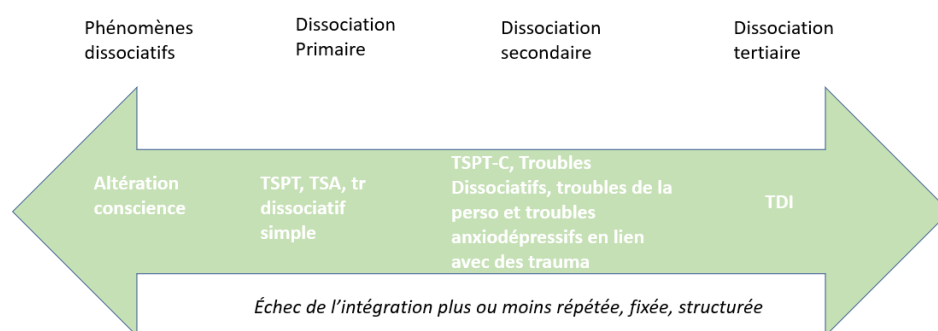 Phénomènes
dissociatifs
Dissociation
Primaire
Dissociation
secondaire
Dissociation
tertiaire
Altération
conscience
TSPT, TSA, tr
dissociatif
simple
TSPT-C, Troubles
Dissociatifs, troubles de la
perso et troubles
anxiodépressifs en lien
avec des trauma
TDI
Échec de l'intégration plus ou moins répétée, fixée, structurée